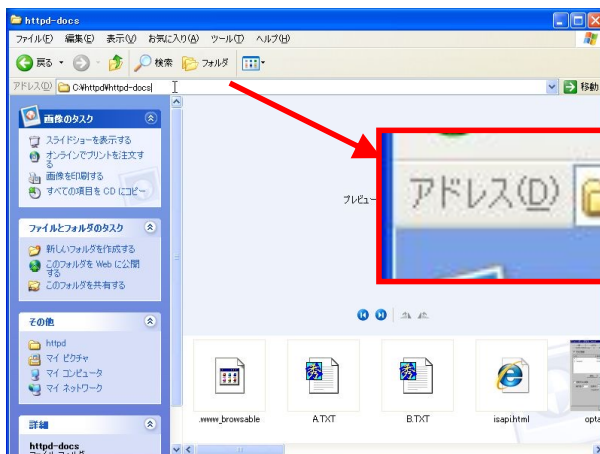 httpd-docs
ファイル(F) 編集(E) 表示(V) お気に入り(A) ツール(T) ヘルプ(H)
戻る 検索 フォルダ
アドレス(D) C:¥httpd¥httpd-docs 移動
画像のタスク
スライドショーを表示する
オンラインでプリントを注文す
る
画像を印刷する
すべての項目を CD にコピー
プレビュー
アドレス(D)
ファイルとフォルダのタスク
新しいフォルダを作成する
このフォルダを Web に公開
する
このフォルダを共有する
その他
httpd
マイ ピクチャ
マイ コンピュータ
マイ ネットワーク
.www_browsable A.TXT B.TXT isapi.html opta
詳細
httpd-docs